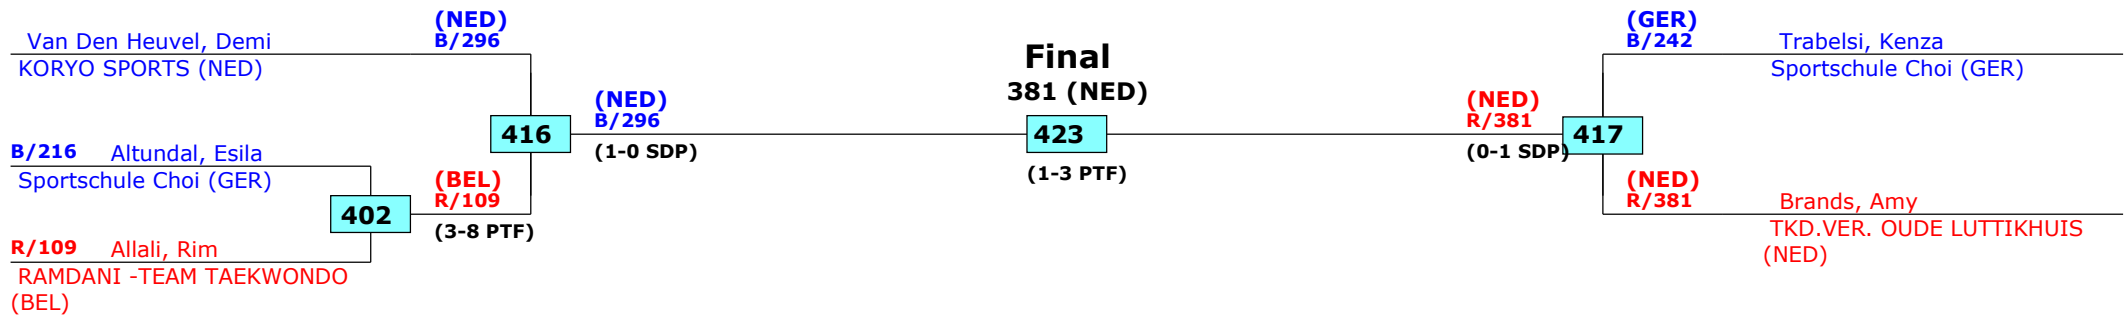 (NED)
B/296
Van Den Heuvel, Demi
KORYO SPORTS (NED)
B/216
Altundal, Esila
Sportschule Choi (GER)
R/109
Allali, Rim
RAMDANI -TEAM TAEKWONDO
(BEL)
402
(BEL)
R/109
(3-8 PTF)
416
(NED)
B/296
(1-0 SDP)
Final
381 (NED)
423
(1-3 PTF)
(NED)
R/381
(0-1 SDP)
417
(GER)
B/242
Trabelsi, Kenza
Sportschule Choi (GER)
(NED)
R/381
Brands, Amy
TKD.VER. OUDE LUTTIKHUIS
(NED)